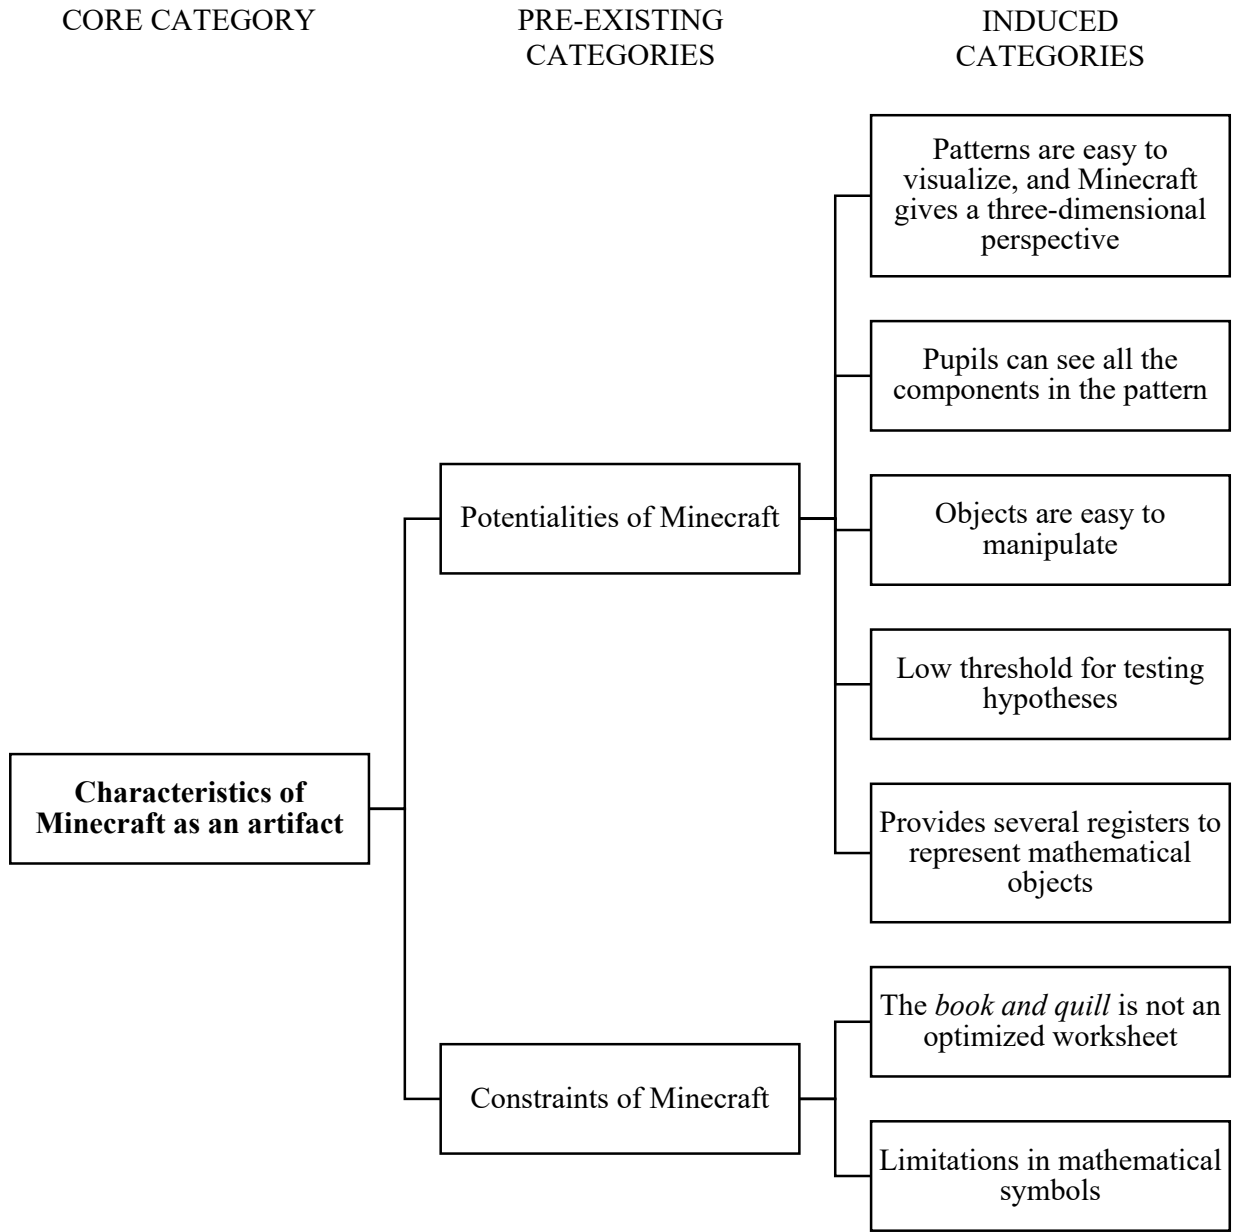 CORE CATEGORY
PRE-EXISTING
CATEGORIES
INDUCED
CATEGORIES
Patterns are easy to
visualize, and Minecraft
gives a three-dimensional
perspective
Pupils can see all the
components in the pattern
Potentialities of Minecraft
Objects are easy to
manipulate
Low threshold for testing
hypotheses
Characteristics of
Minecraft as an artifact
Provides several registers to
represent mathematical
objects
The book and quill is not an
optimized worksheet
Constraints of Minecraft
Limitations in mathematical
symbols